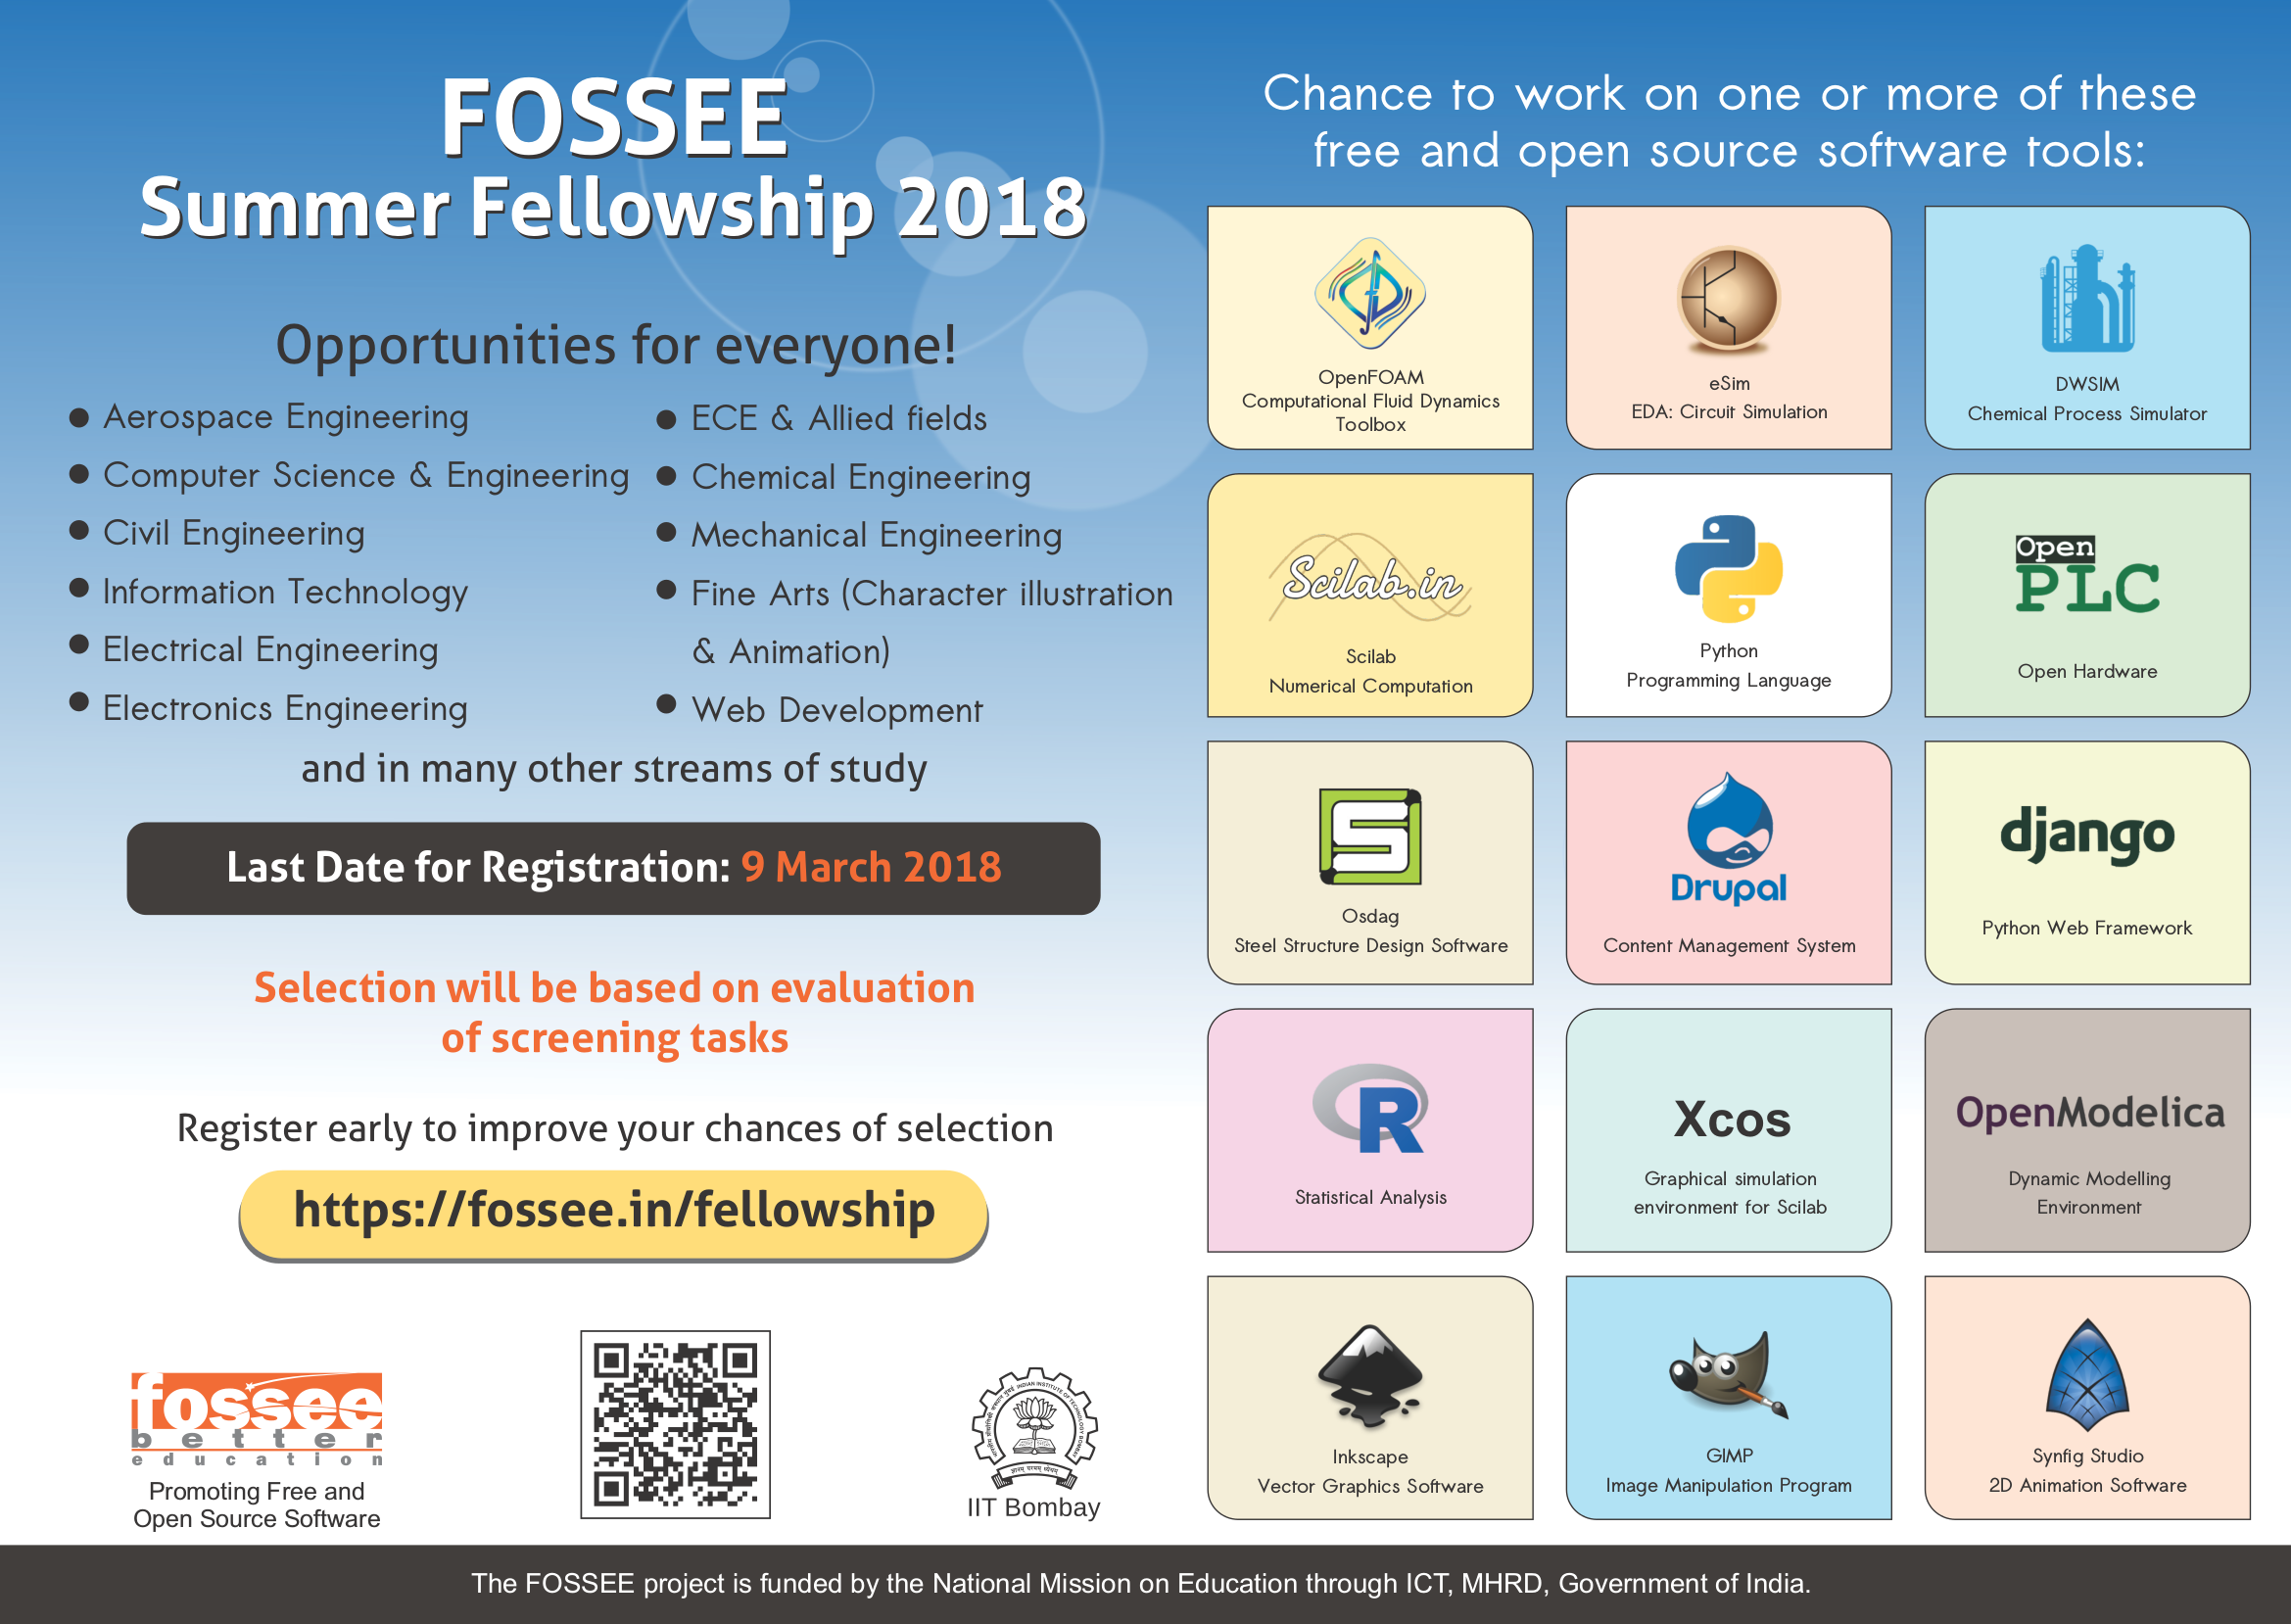 FOSSEE
Summer Fellowship 2018
Opportunities for everyone!
Aerospace Engineering
Computer Science & Engineering
Civil Engineering
Information Technology
Electrical Engineering
Electronics Engineering
ECE & Allied fields
Chemical Engineering
Mechanical Engineering
Fine Arts (Character illustration
& Animation)
Web Development
and in many other streams of study
Last Date for Registration: 9 March 2018
Selection will be based on evaluation
of screening tasks
Register early to improve your chances of selection
https://fossee.in/fellowship
fossee
better
education
Promoting Free and
Open Source Software
INDIAN INSTITUTE OF TECHNOLOGY BOMBAY
IIT Bombay
Chance to work on one or more of these
free and open source software tools:
OpenFOAM
Computational Fluid Dynamics
Toolbox
eSim
EDA: Circuit Simulation
DWSIM
Chemical Process Simulator
Scilab.in
Scilab
Numerical Computation
Python
Programming Language
Open
PLC
Open Hardware
Osdag
Steel Structure Design Software
Drupal
Content Management System
django
Python Web Framework
R
Statistical Analysis
Xcos
Graphical simulation
environment for Scilab
OpenModelica
Dynamic Modelling
Environment
Inkscape
Vector Graphics Software
GIMP
Image Manipulation Program
Synfig Studio
2D Animation Software
The FOSSEE project is funded by the National Mission on Education through ICT, MHRD, Government of India.